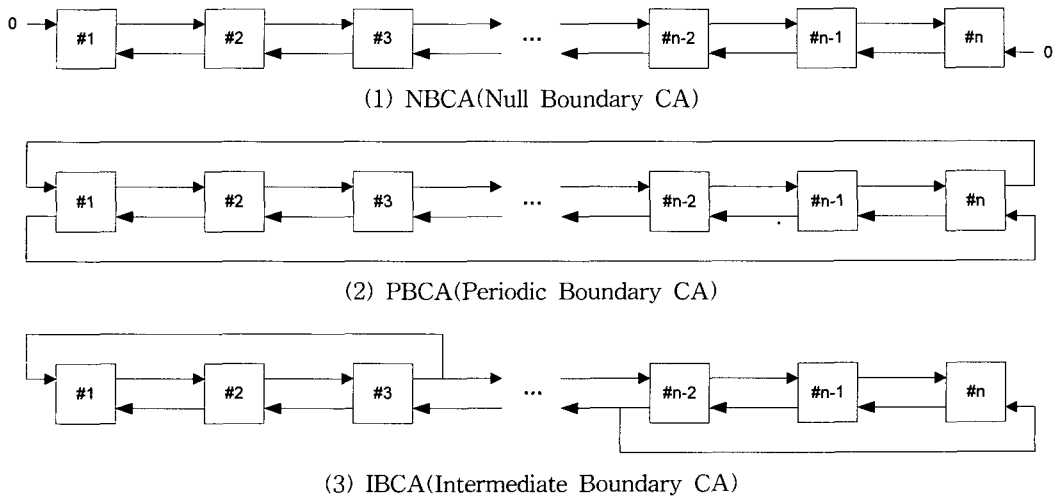 0 #1 #2 #3 ... #n-2 #n-1 #n 0
(1) NBCA(Null Boundary CA)
#1 #2 #3 ... #n-2 #n-1 #n
(2) PBCA(Periodic Boundary CA)
#1 #2 #3 ... #n-2 #n-1 #n
(3) IBCA(Intermediate Boundary CA)